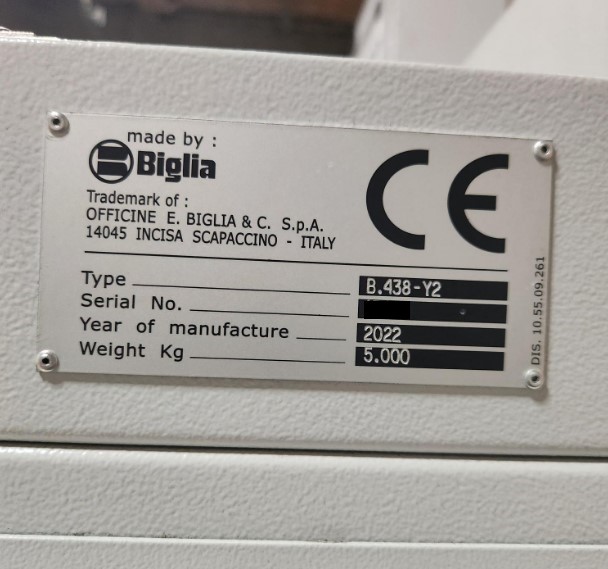 made by :
Biglia
Trademark of :
OFFICINE E. BIGLIA & C. S.p.A.
14045 INCISA SCAPACCINO - ITALY
CE
Type B.438-Y2
Serial No.
Year of manufacture 2022
Weight Kg 5.000
DIS. 10.55.09.261